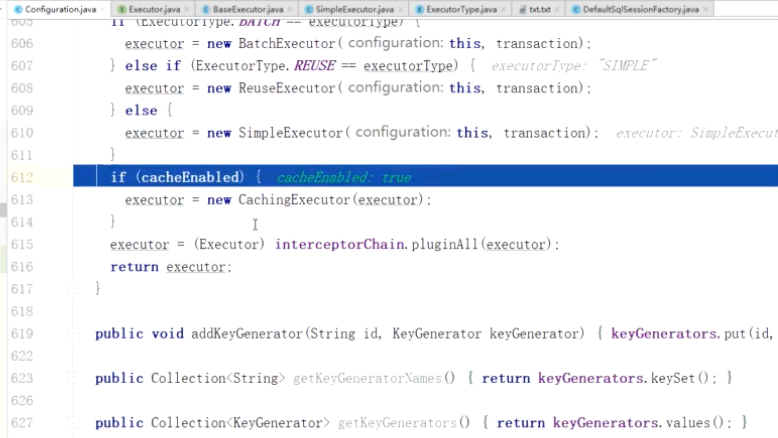 Configuration.java Executor.java BaseExecutor.java SimpleExecutor.java ExecutorType.java txt.txt DefaultSqlSessionFactory.java
605 if (ExecutorType.BATCH == executorType) {
606 executor = new BatchExecutor( configuration: this, transaction);
607 } else if (ExecutorType.REUSE == executorType) { executorType: "SIMPLE"
608 executor = new ReuseExecutor( configuration: this, transaction);
609 } else {
610 executor = new SimpleExecutor( configuration: this, transaction); executor: SimpleExecut
611 }
612 if (cacheEnabled) { cacheEnabled: true
613 executor = new CachingExecutor(executor);
614 }
615 executor = (Executor) interceptorChain.pluginAll(executor);
616 return executor;
617 }
618
619 public void addKeyGenerator(String id, KeyGenerator keyGenerator) { keyGenerators.put(id,
622
623 public Collection<String> getKeyGeneratorNames() { return keyGenerators.keySet(); }
626
627 public Collection<KeyGenerator> getKeyGenerators() { return keyGenerators.values(); }